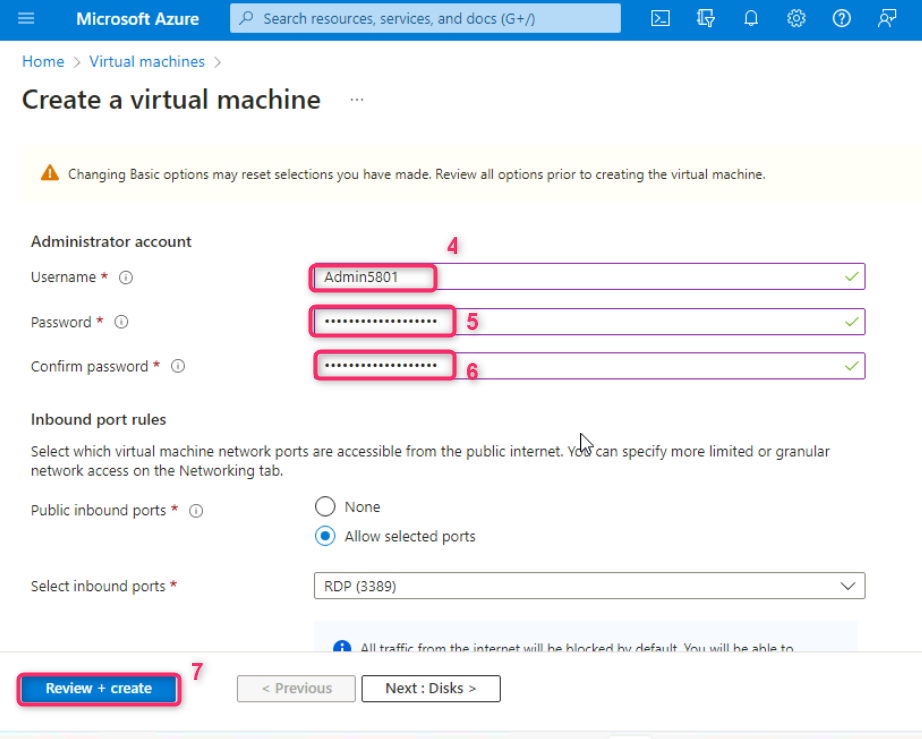 Microsoft Azure
Search resources, services, and docs (G+/)
Home > Virtual machines >
Create a virtual machine ...
Changing Basic options may reset selections you have made. Review all options prior to creating the virtual machine.
Administrator account
4
Username * Admin5801
Password * ••••••••••••••••••• 5
Confirm password * ••••••••••••••••••• 6
Inbound port rules
Select which virtual machine network ports are accessible from the public internet. You can specify more limited or granular
network access on the Networking tab.
Public inbound ports * None
Allow selected ports
Select inbound ports * RDP (3389)
All traffic from the internet will be blocked by default. You will be able to
7
Review + create < Previous Next : Disks >